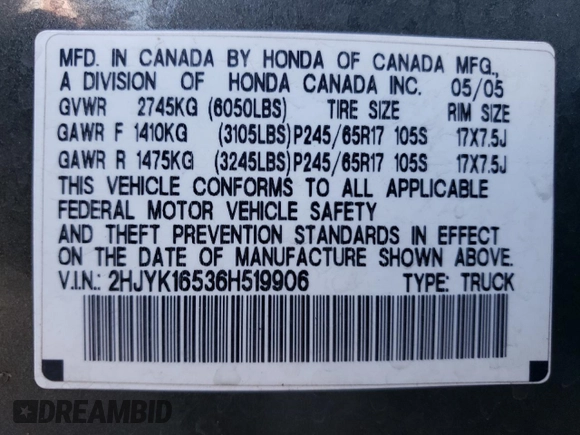 MFD. IN CANADA BY HONDA OF CANADA MFG.,
A DIVISION OF HONDA CANADA INC. 05/05
GVWR 2745KG (6050LBS) TIRE SIZE RIM SIZE
GAWR F 1410KG (3105LBS)P245/65R17 105S 17X7.5J
GAWR R 1475KG (3245LBS)P245/65R17 105S 17X7.5J
THIS VEHICLE CONFORMS TO ALL APPLICABLE
FEDERAL MOTOR VEHICLE SAFETY
AND THEFT PREVENTION STANDARDS IN EFFECT
ON THE DATE OF MANUFACTURE SHOWN ABOVE.
V.I.N.: 2HJYK16536H519906 TYPE: TRUCK
DREAMBID